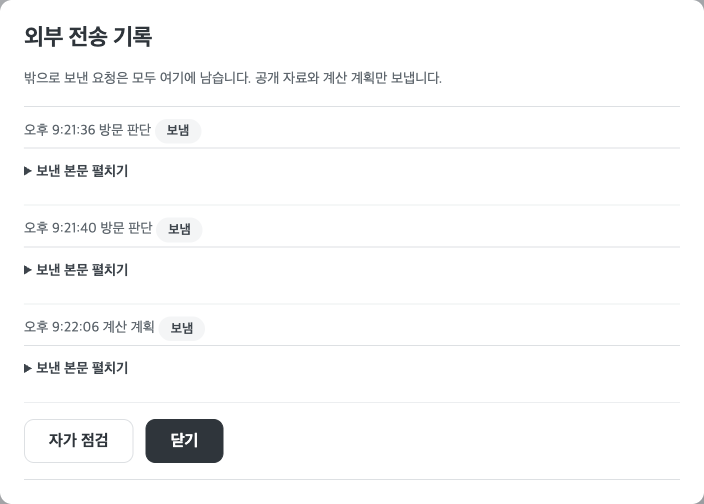 외부 전송 기록
밖으로 보낸 요청은 모두 여기에 남습니다. 공개 자료와 계산 계획만 보냅니다.
오후 9:21:36 방문 판단 보냄
▶ 보낸 본문 펼치기
오후 9:21:40 방문 판단 보냄
▶ 보낸 본문 펼치기
오후 9:22:06 계산 계획 보냄
▶ 보낸 본문 펼치기
자가 점검 닫기